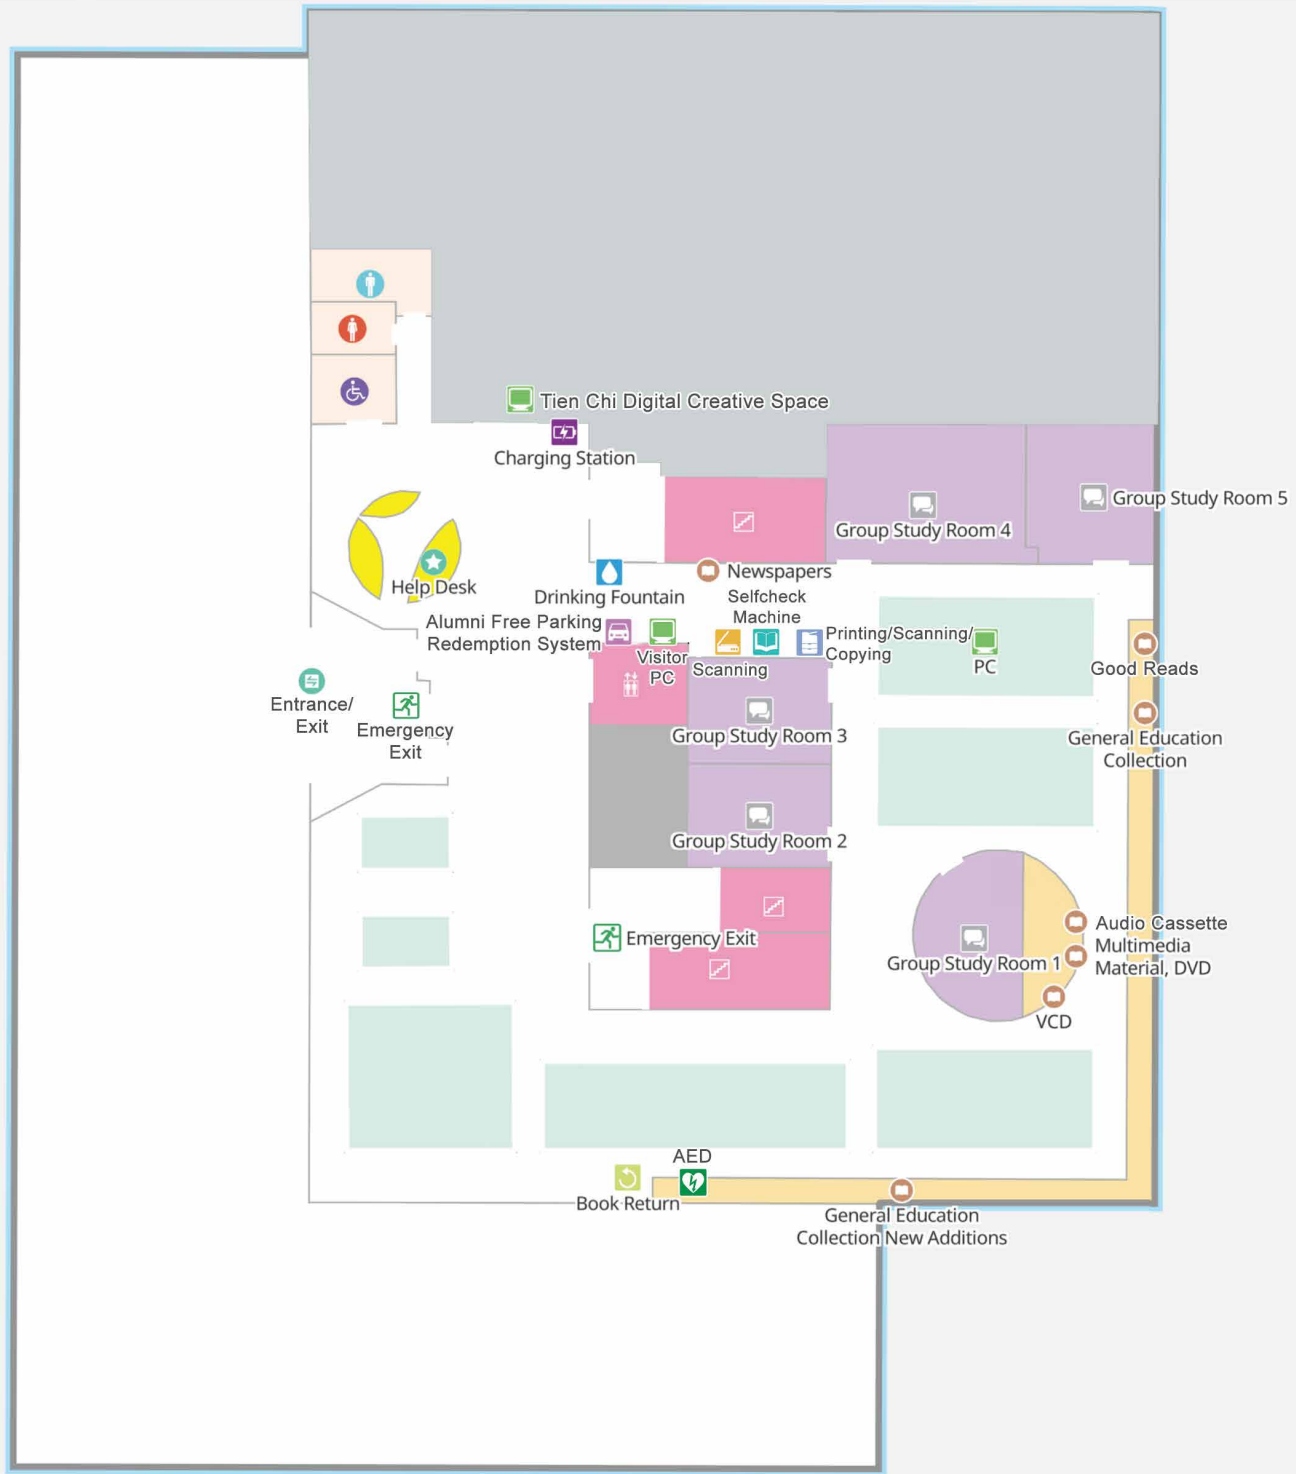 Tien Chi Digital Creative Space
Charging Station
Group Study Room 5
Group Study Room 4
Help Desk
Newspapers
Drinking Fountain
Selfcheck
Machine
Alumni Free Parking
Redemption System
Visitor
PC
Scanning
Printing/Scanning/
Copying
PC
Good Reads
Entrance/
Exit
Emergency
Exit
Group Study Room 3
General Education
Collection
Group Study Room 2
Emergency Exit
Group Study Room 1
Audio Cassette
Multimedia
Material, DVD
VCD
AED
Book Return
General Education
Collection New Additions